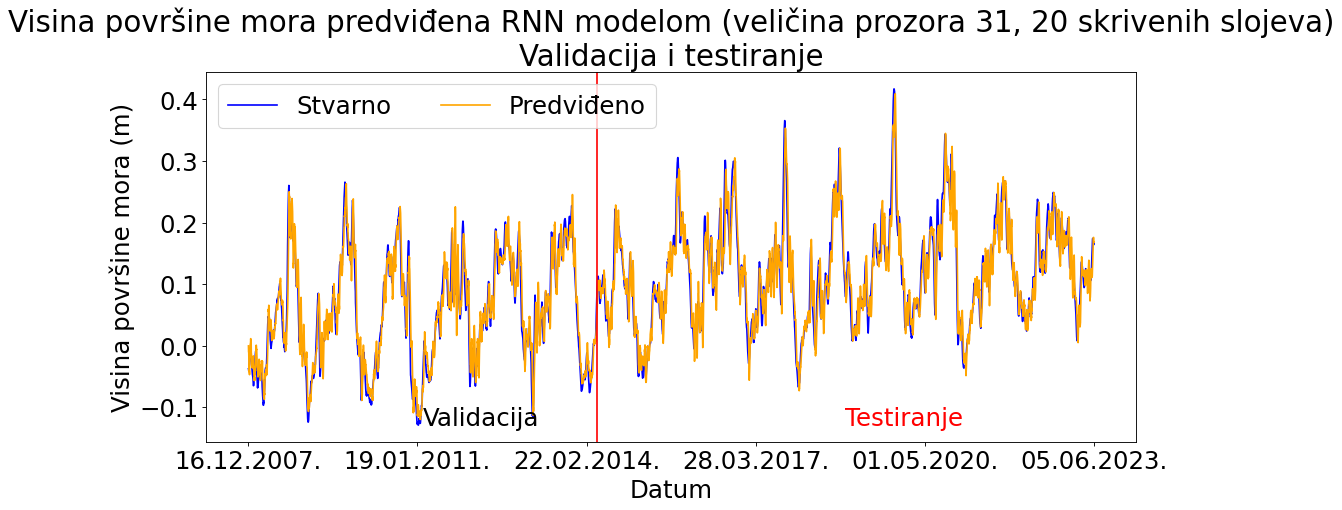 Visina površine mora predviđena RNN modelom (veličina prozora 31, 20 skrivenih slojeva)
Validacija i testiranje
Stvarno Predviđeno
Visina površine mora (m)
0.4
0.3
0.2
0.1
0.0
−0.1
Validacija Testiranje
16.12.2007. 19.01.2011. 22.02.2014. 28.03.2017. 01.05.2020. 05.06.2023.
Datum